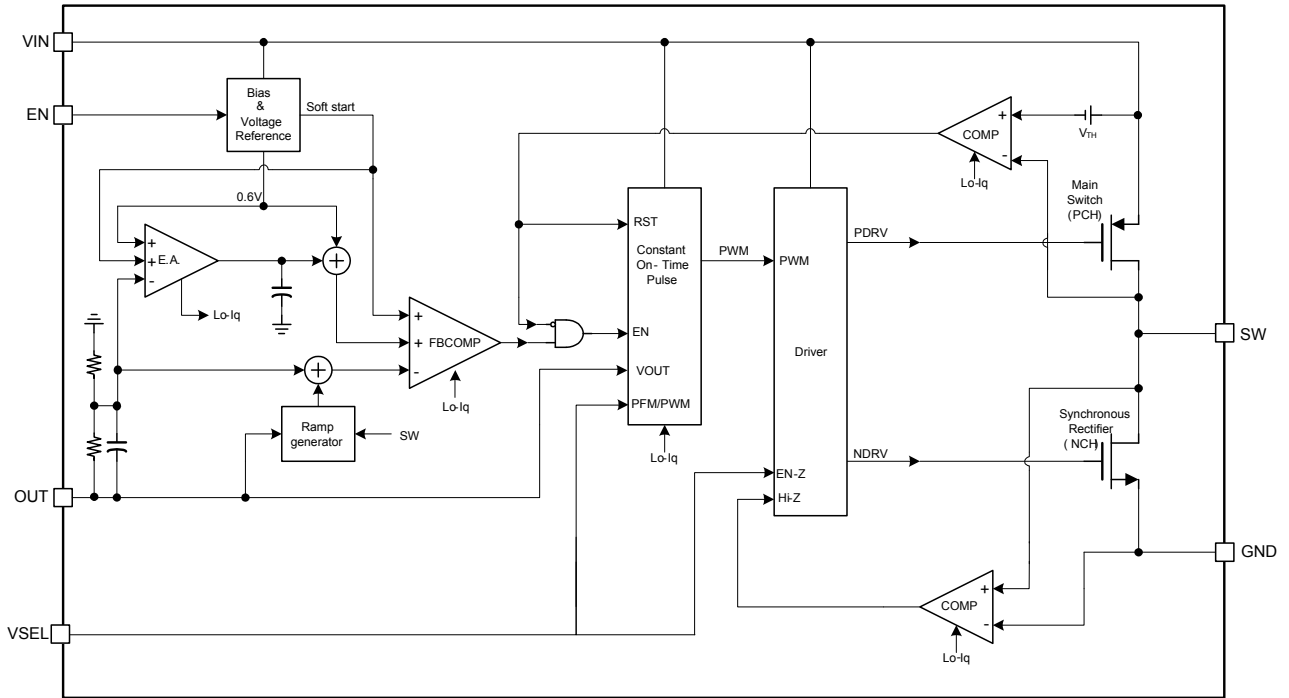 VIN
EN
Bias
&
Voltage
Reference
Soft start
0.6V
+
+
-
E.A.
Lo-Iq
+
+
+
+
-
FBCOMP
Lo-Iq
Ramp
generator
SW
OUT
VSEL
RST
Constant
On- Time
Pulse
EN
VOUT
PFM/PWM
Lo-Iq
PWM
PWM
Driver
EN-Z
Hi-Z
PDRV
NDRV
+
-
COMP
Lo-Iq
VTH
Main
Switch
(PCH)
SW
Synchronous
Rectifier
( NCH)
GND
+
-
COMP
Lo-Iq